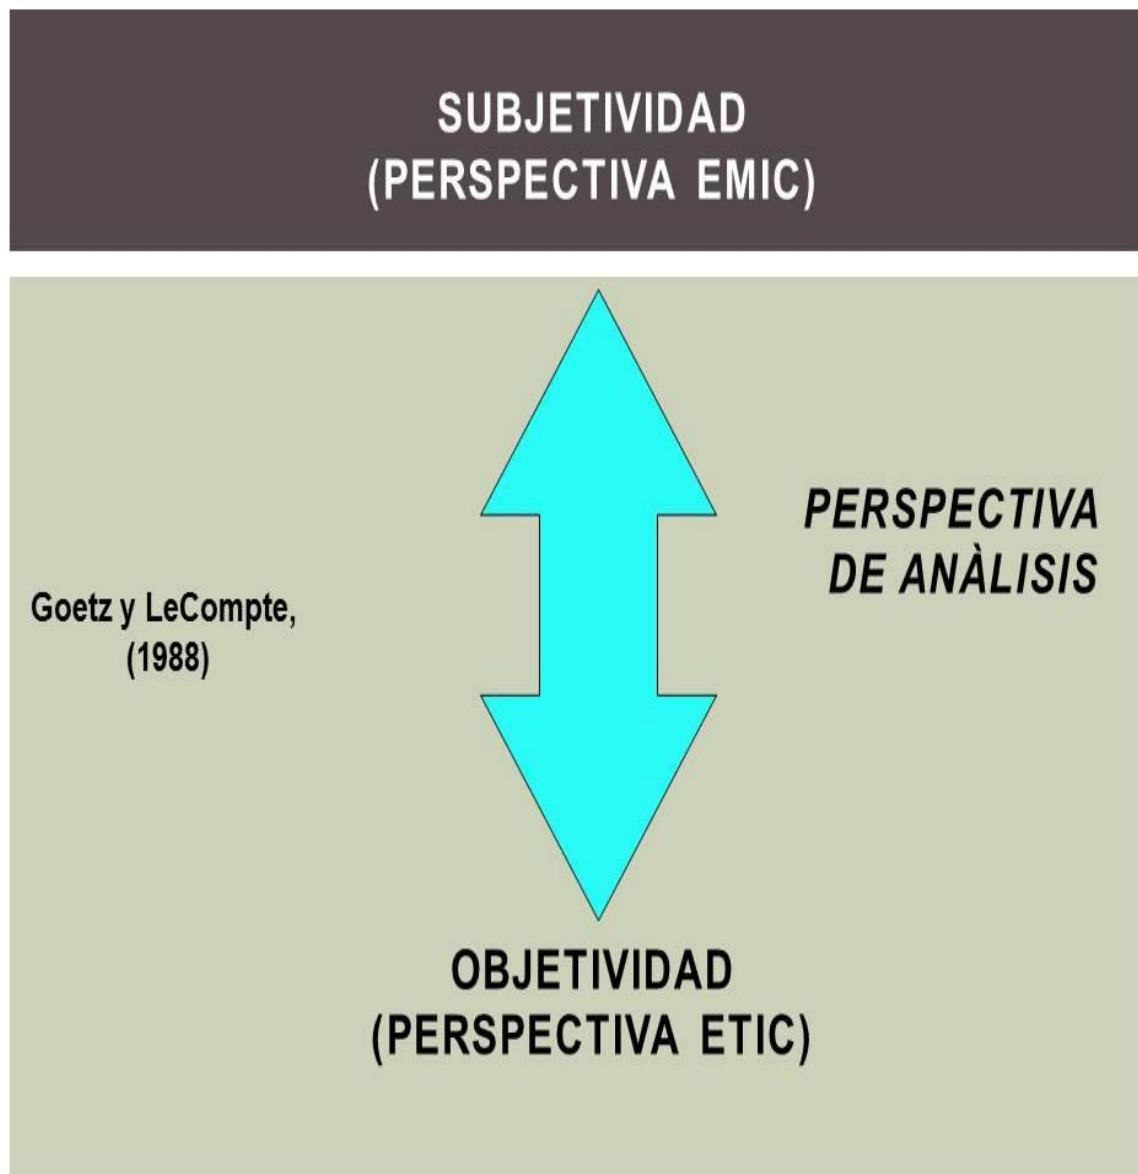 SUBJETIVIDAD
(PERSPECTIVA EMIC)
PERSPECTIVA
DE ANÀLISIS
Goetz y LeCompte,
(1988)
OBJETIVIDAD
(PERSPECTIVA ETIC)